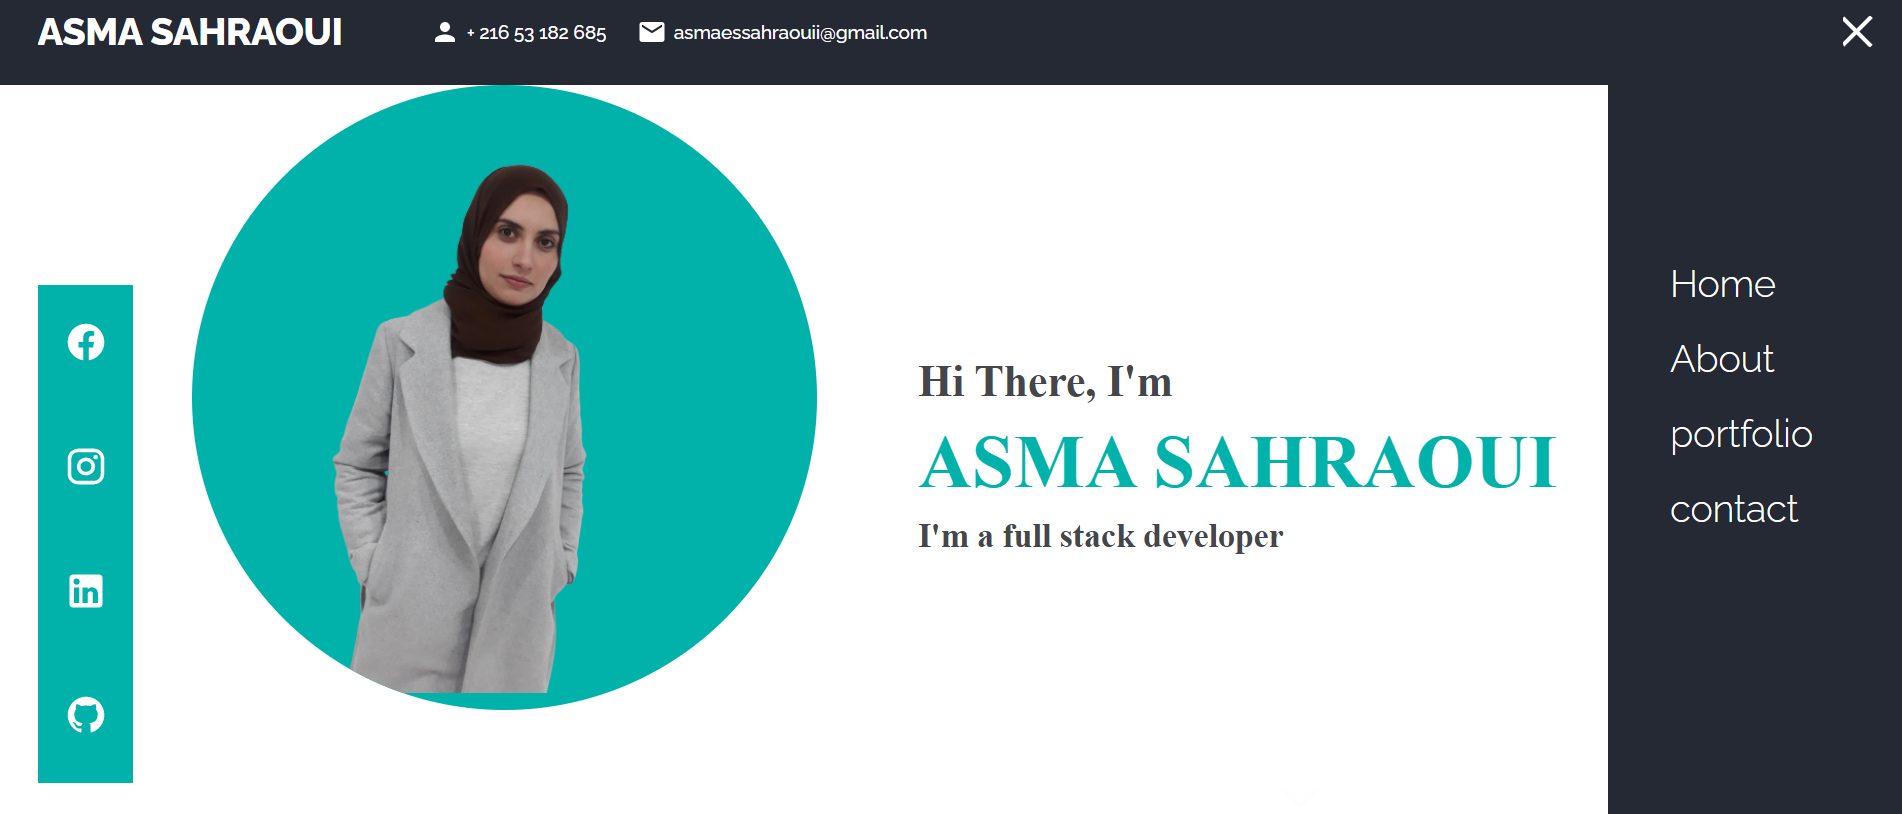 ASMA SAHRAOUI
+ 216 53 182 685
asmaessahraouii@gmail.com
Hi There, I'm
ASMA SAHRAOUI
I'm a full stack developer
Home
About
portfolio
contact